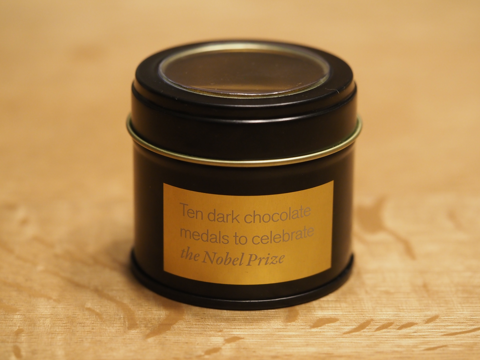 Ten dark chocolate
medals to celebrate
the Nobel Prize